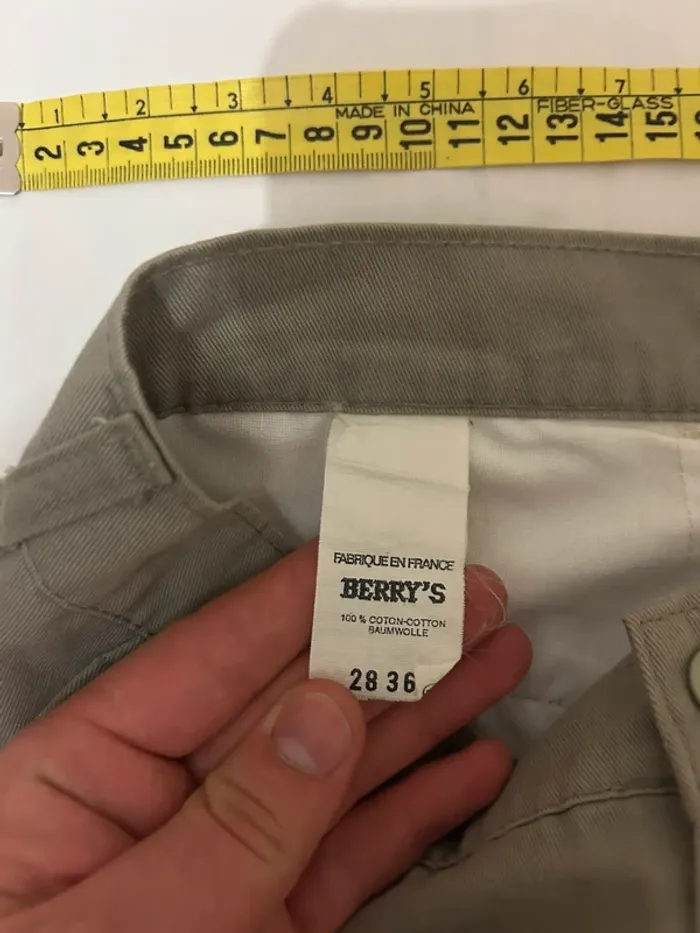 1 2 3 4 5 6 7
MADE IN CHINA FIBER-GLASS
2 3 4 5 6 7 8 9 10 11 12 13 14 15
FABRIQUÉ EN FRANCE
BERRY'S
100 % COTON-COTTON
BAUMWOLLE
28 36